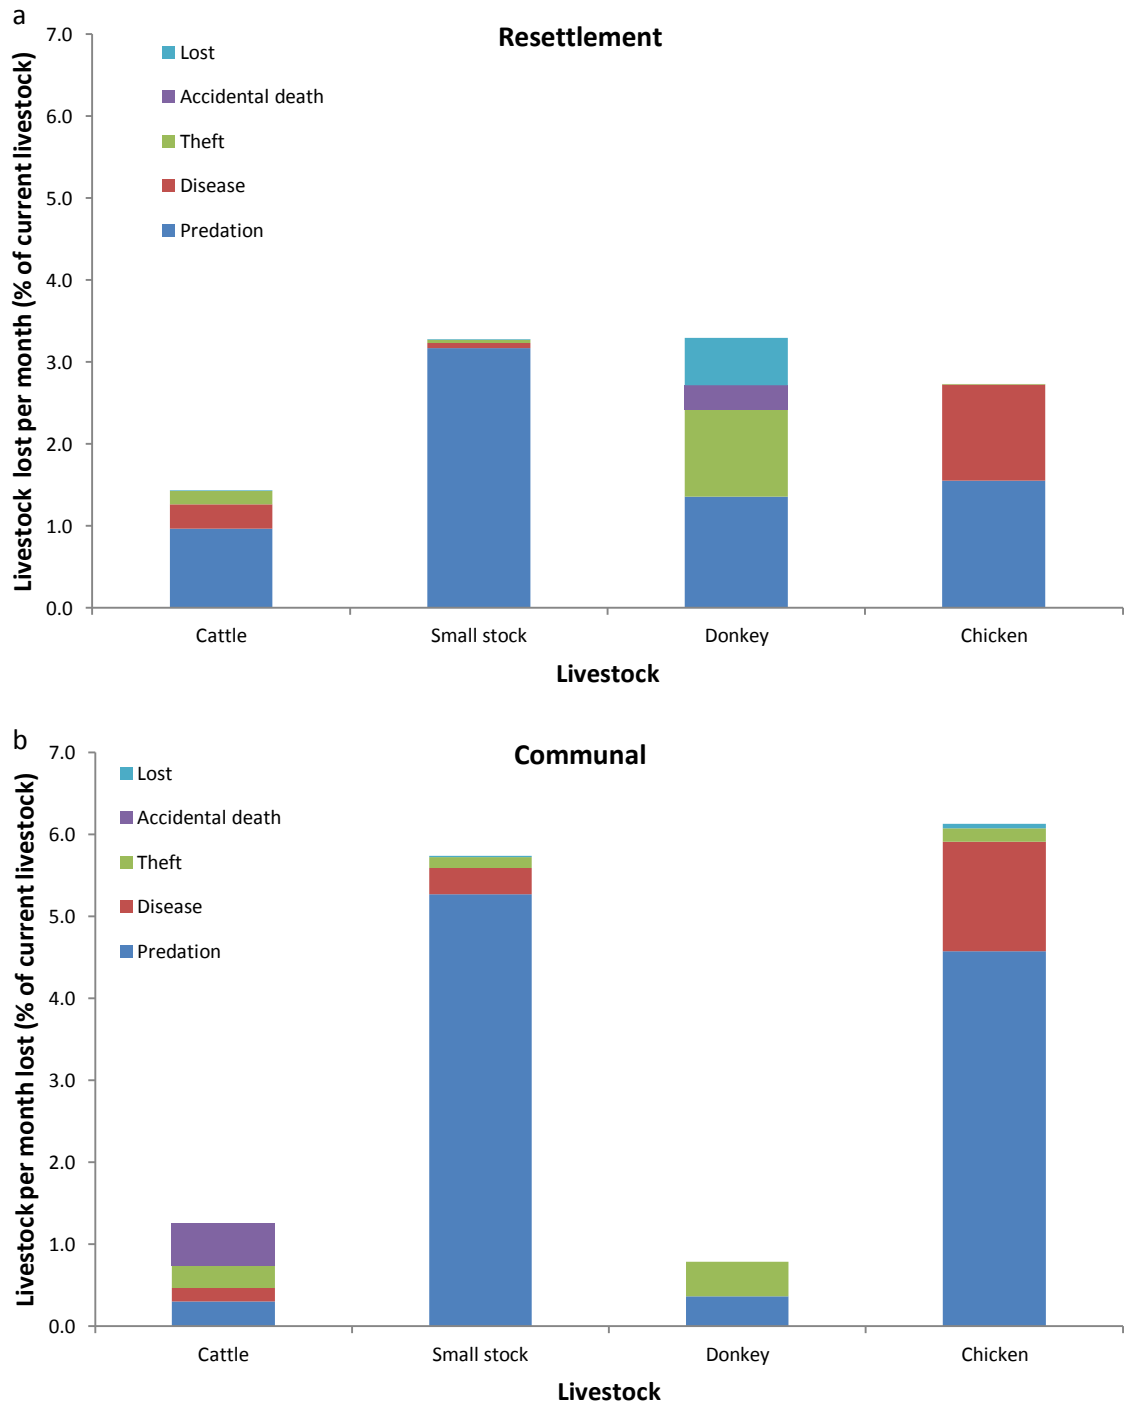 a
Resettlement
Livestock lost per month (% of current livestock)
7.0
6.0
5.0
4.0
3.0
2.0
1.0
0.0
Lost
Accidental death
Theft
Disease
Predation
Cattle Small stock Donkey Chicken
Livestock
b
Communal
Livestock per month lost (% of current livestock)
7.0
6.0
5.0
4.0
3.0
2.0
1.0
0.0
Lost
Accidental death
Theft
Disease
Predation
Cattle Small stock Donkey Chicken
Livestock